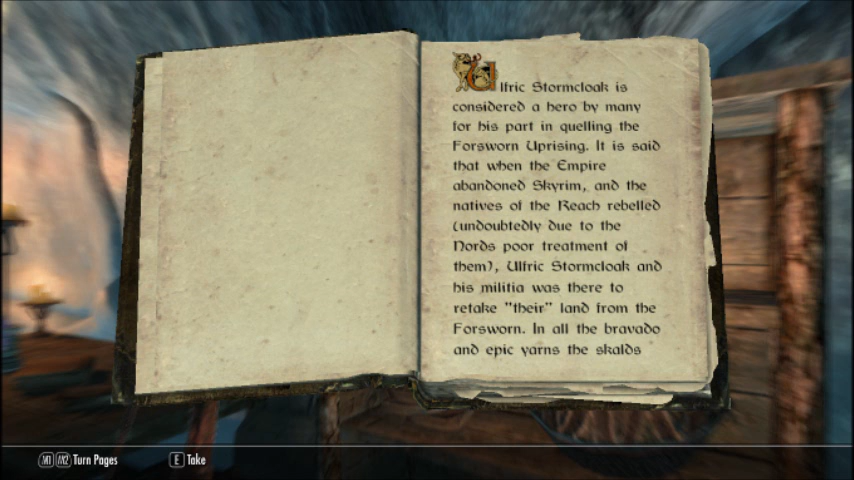 Ulfric Stormcloak is
considered a hero by many
for his part in quelling the
Forsworn Uprising. It is said
that when the Empire
abandoned Skyrim, and the
natives of the Reach rebelled
(undoubtedly due to the
Nords poor treatment of
them), Ulfric Stormcloak and
his militia was there to
retake "their" land from the
Forsworn. In all the bravado
and epic yarns the skalds
M1 M2 Turn Pages
E Take